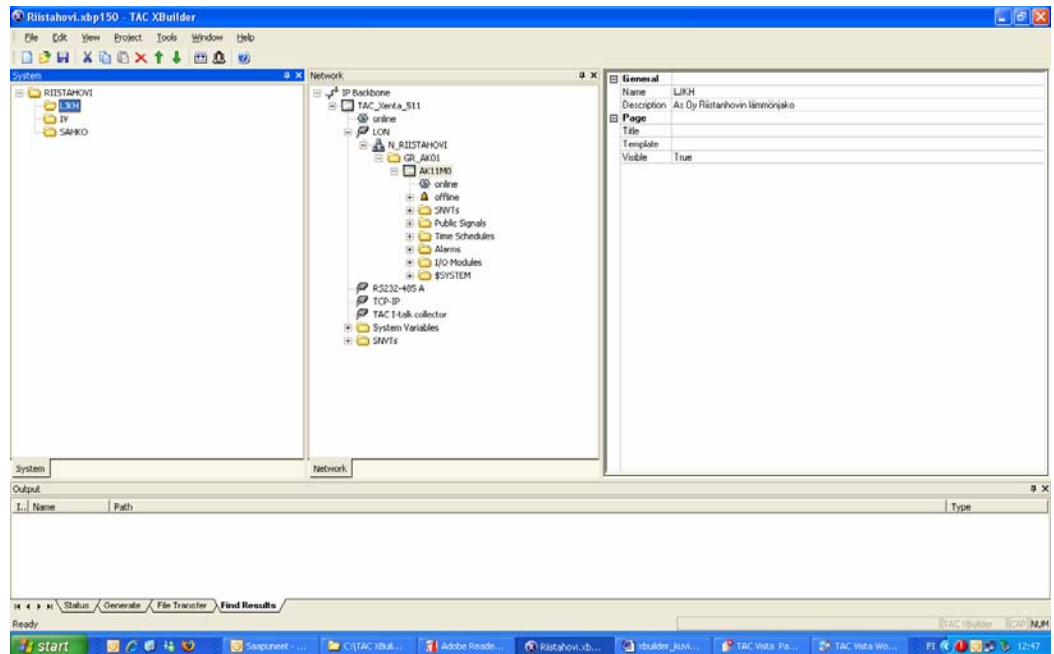 Riistahovi.xbp150 - TAC XBuilder
File Edit View Project Tools Window Help
System
RIISTAHOVI
LJKH
IV
SAHKO
System
Network
IP Backbone
TAC_Xenta_511
online
LON
N_RIISTAHOVI
GR_AK01
AK11M0
online
offline
SNVTs
Public Signals
Time Schedules
Alarms
I/O Modules
$SYSTEM
RS232-485 A
TCP-IP
TAC I-talk collector
System Variables
SNVTs
Network
General
Name LJKH
Description As Oy Riistanhovin lämmönjako
Page
Title
Template
Visible True
Output
I.. Name Path Type
Status Generate File Transfer Find Results
Ready TAC XBuilder CAP NUM
start Saapuneet - ... C:\TAC XBuil... Adobe Reade... Riistahovi.xb... xbuilder_kuvi... TAC Vista Pa... TAC Vista Wo... FI 12:47